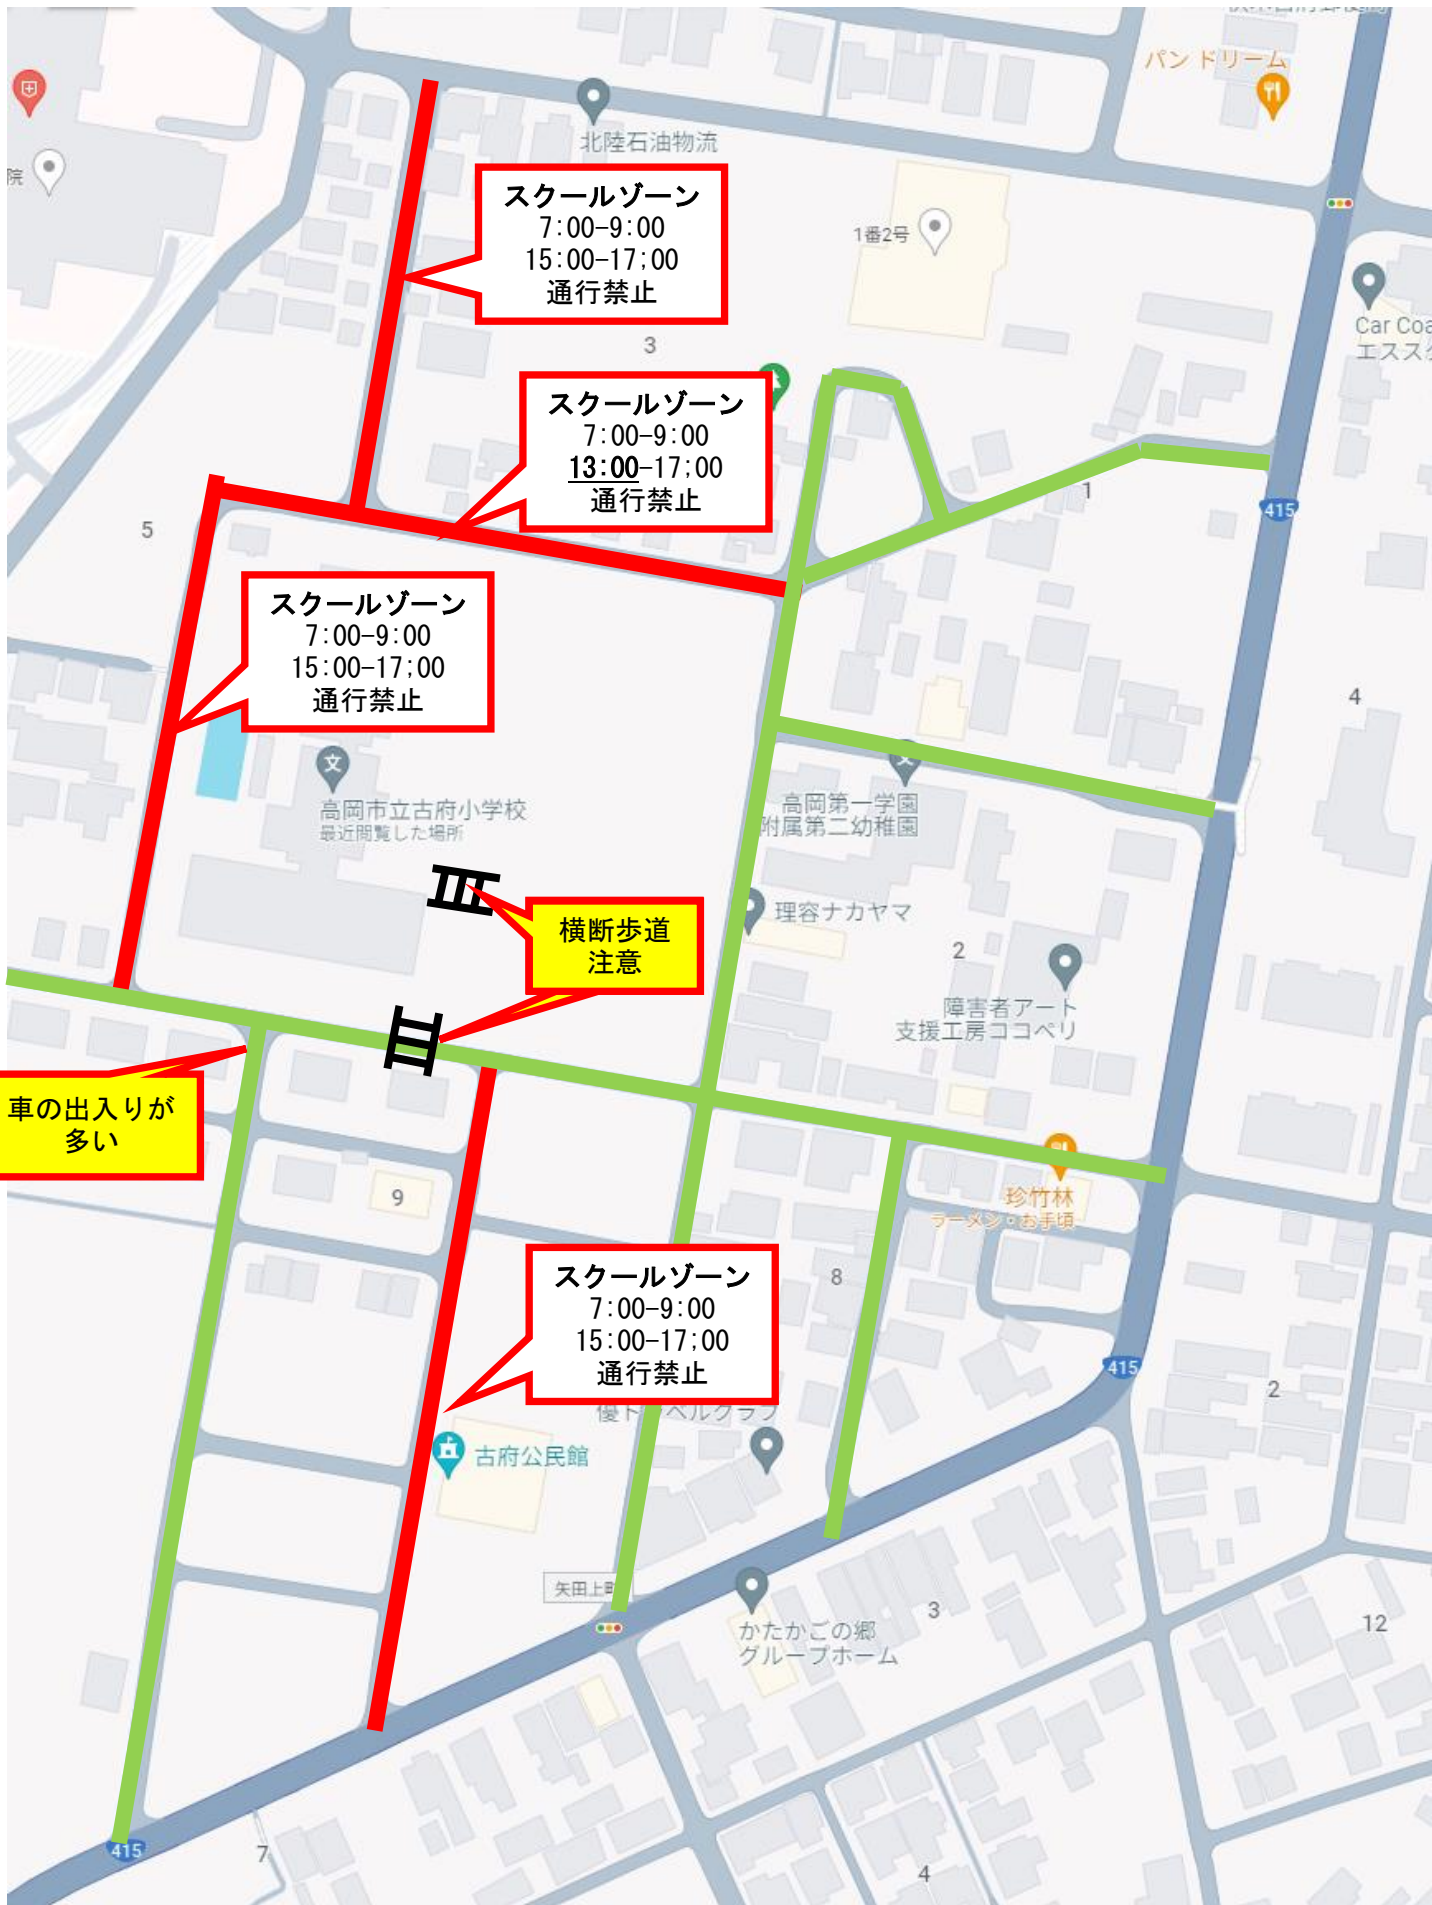 パン ドリーム
北陸石油物流
院
スクールゾーン
7:00-9:00
15:00-17;00
通行禁止
1番2号
Car Coa
3
スクールゾーン
7:00-9:00
13:00-17;00
通行禁止
1
415
5
スクールゾーン
7:00-9:00
15:00-17;00
通行禁止
4
高岡市立古府小学校
最近閲覧した場所
高岡第一学園
附属第二幼稚園
理容ナカヤマ
横断歩道
注意
2
障害者アート
支援工房ココペリ
車の出入りが
多い
9
珍竹林
ラーメン・お手頃
スクールゾーン
7:00-9:00
15:00-17;00
通行禁止
8
415
2
古府公民館
矢田上町
かたかごの郷
グループホーム
3
12
415
7
4